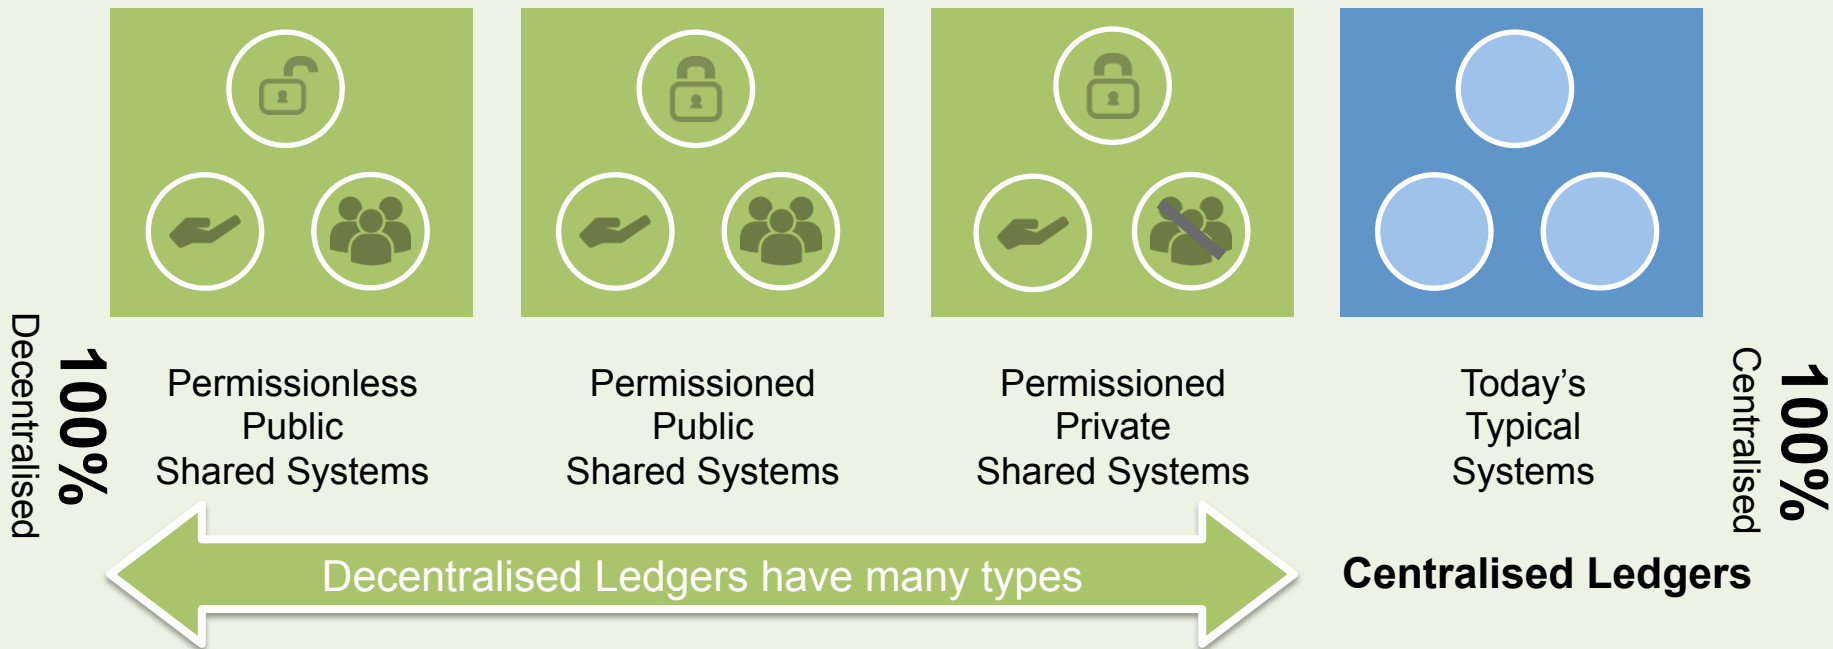 100%
Decentralised
Permissionless
Public
Shared Systems
Permissioned
Public
Shared Systems
Permissioned
Private
Shared Systems
Today’s
Typical
Systems
100%
Centralised
Decentralised Ledgers have many types
Centralised Ledgers